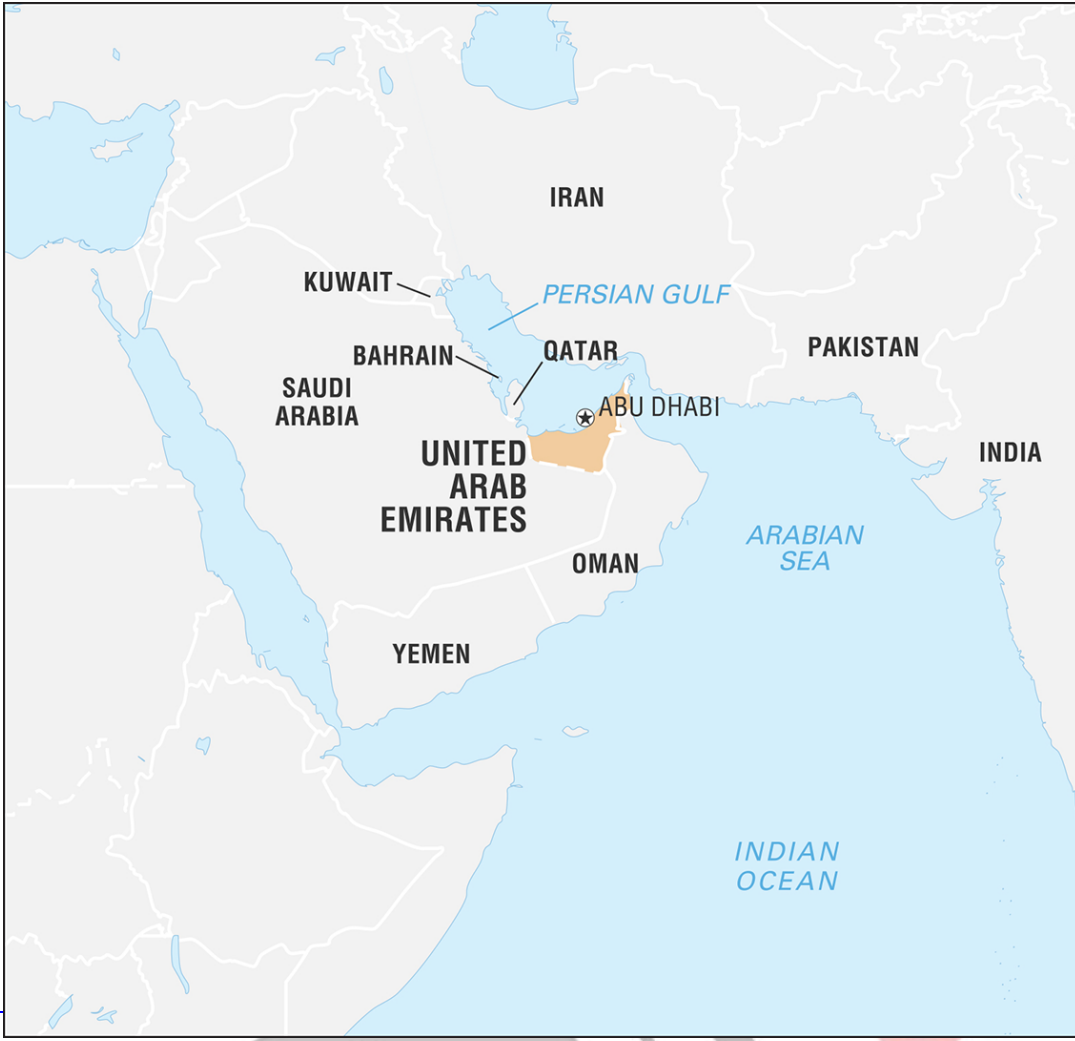 IRAN
KUWAIT
PERSIAN GULF
BAHRAIN
QATAR
PAKISTAN
SAUDI
ARABIA
ABU DHABI
UNITED
ARAB
EMIRATES
INDIA
ARABIAN
SEA
OMAN
YEMEN
INDIAN
OCEAN